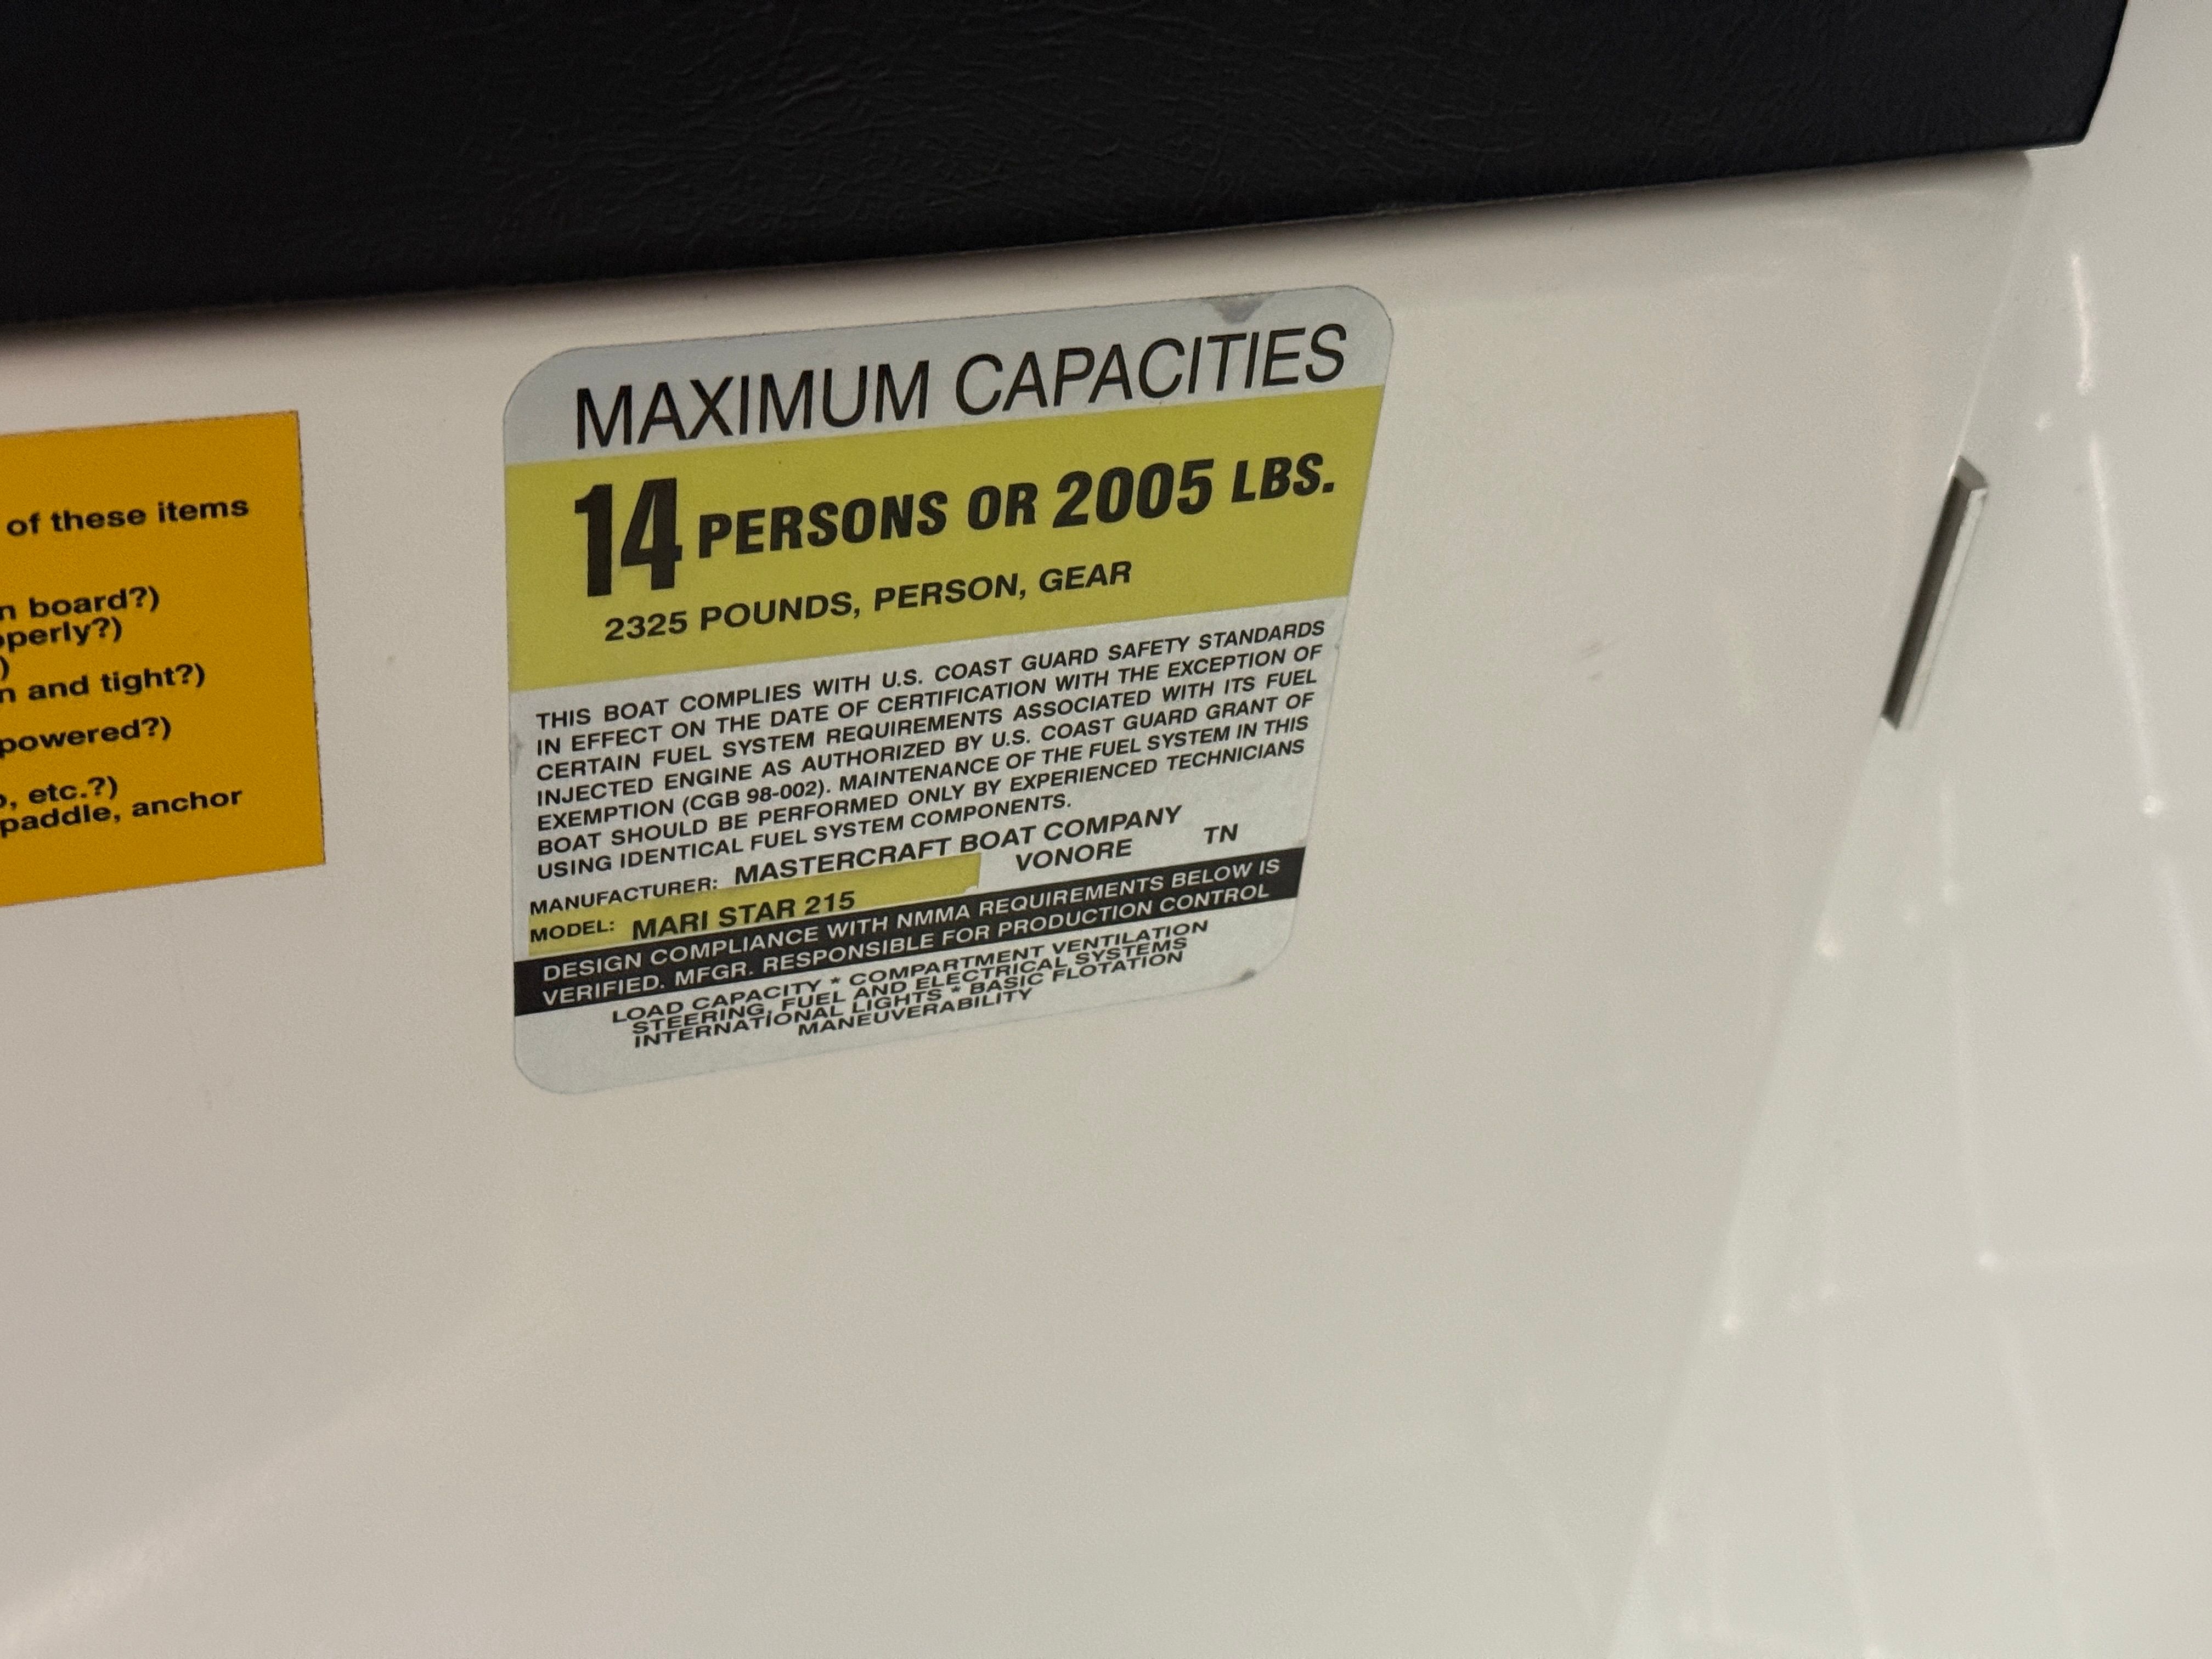 of these items
n board?)
perly?)
)
n and tight?)
powered?)
, etc.?)
paddle, anchor
MAXIMUM CAPACITIES
14 PERSONS OR 2005 LBS.
2325 POUNDS, PERSON, GEAR
THIS BOAT COMPLIES WITH U.S. COAST GUARD SAFETY STANDARDS
IN EFFECT ON THE DATE OF CERTIFICATION WITH THE EXCEPTION OF
CERTAIN FUEL SYSTEM REQUIREMENTS ASSOCIATED WITH ITS FUEL
INJECTED ENGINE AS AUTHORIZED BY U.S. COAST GUARD GRANT OF
EXEMPTION (CGB 98-002). MAINTENANCE OF THE FUEL SYSTEM IN THIS
BOAT SHOULD BE PERFORMED ONLY BY EXPERIENCED TECHNICIANS
USING IDENTICAL FUEL SYSTEM COMPONENTS.
MANUFACTURER: MASTERCRAFT BOAT COMPANY
VONORE TN
MODEL: MARI STAR 215
DESIGN COMPLIANCE WITH NMMA REQUIREMENTS BELOW IS
VERIFIED. MFGR. RESPONSIBLE FOR PRODUCTION CONTROL
LOAD CAPACITY * COMPARTMENT VENTILATION
STEERING, FUEL AND ELECTRICAL SYSTEMS
INTERNATIONAL LIGHTS * BASIC FLOTATION
MANEUVERABILITY